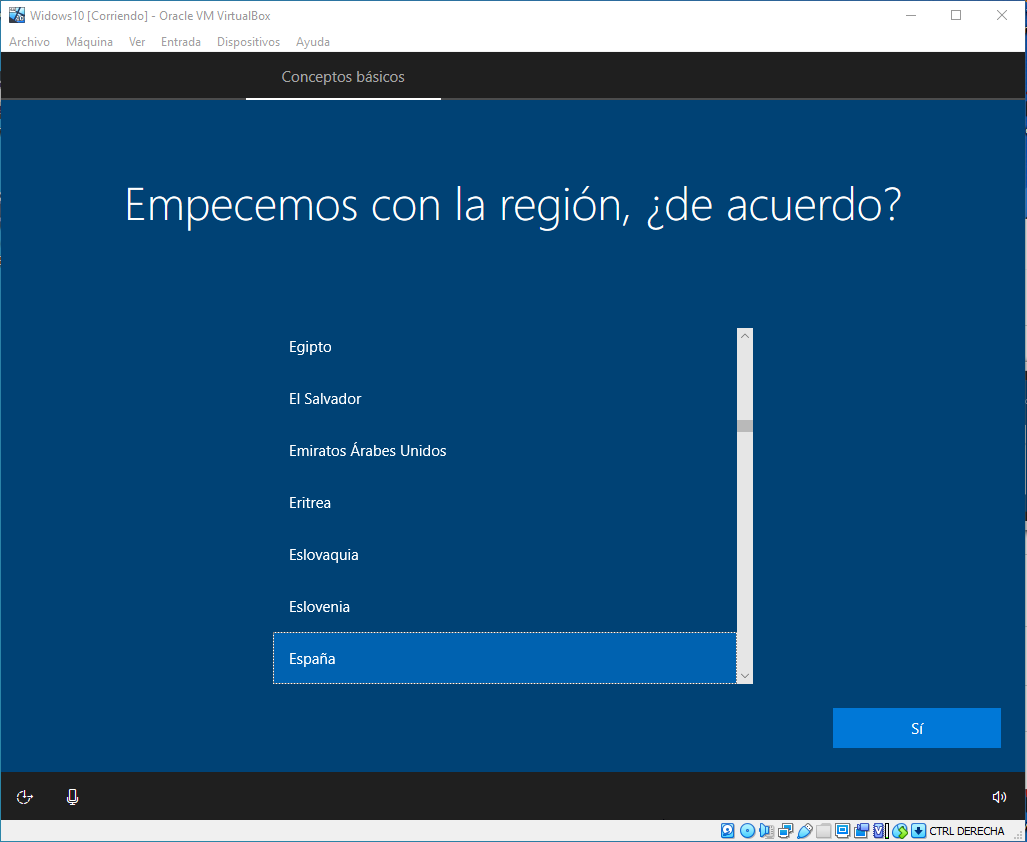 Widows10 [Corriendo] - Oracle VM VirtualBox
Archivo Máquina Ver Entrada Dispositivos Ayuda
Conceptos básicos
Empecemos con la región, ¿de acuerdo?
Egipto
El Salvador
Emiratos Árabes Unidos
Eritrea
Eslovaquia
Eslovenia
España
Sí
CTRL DERECHA